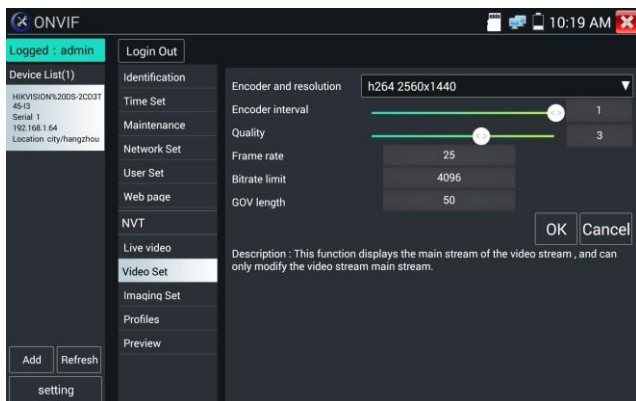 ONVIF
10:19 AM
Logged : admin
Login Out
Device List(1)
HIKVISION%20DS-2CD3T
45-I3
Serial 1
192.168.1.64
Location city/hangzhou
Add
Refresh
setting
Identification
Time Set
Maintenance
Network Set
User Set
Web page
NVT
Live video
Video Set
Imaging Set
Profiles
Preview
Encoder and resolution
h264 2560x1440
Encoder interval
1
Quality
3
Frame rate
25
Bitrate limit
4096
GOV length
50
OK
Cancel
Description : This function displays the main stream of the video stream , and can
only modify the video stream main stream.